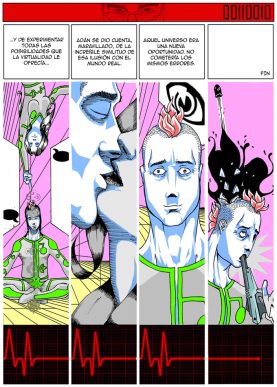 00110010
...Y DE EXPERIMENTAR
TODAS LAS
POSIBILIDADES QUE
LA VIRTUALIDAD LE
OFRECÍA...
ADÁN SE DIO CUENTA,
MARAVILLADO, DE LA
INCREÍBLE SIMILITUD DE
ESA ILUSIÓN CON EL
MUNDO REAL.
AQUEL UNIVERSO ERA
UNA NUEVA
OPORTUNIDAD. NO
COMETERÍA LOS
MISMOS ERRORES.
FIN